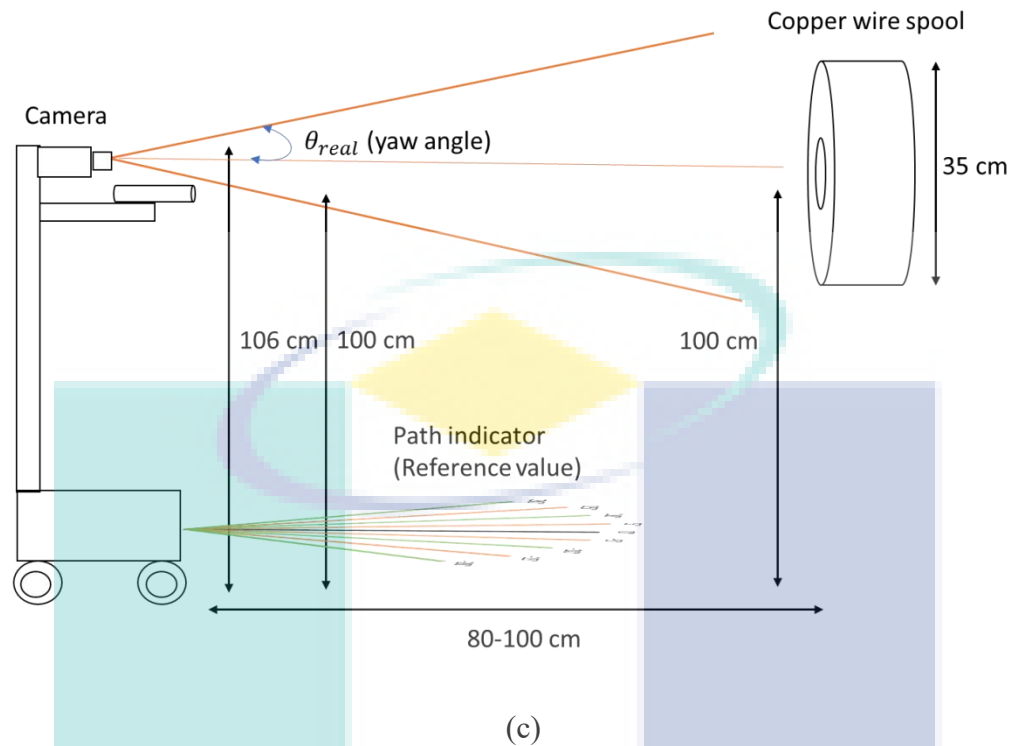 Copper wire spool
Camera
θ_real (yaw angle)
35 cm
106 cm
100 cm
100 cm
Path indicator
(Reference value)
80-100 cm
(c)